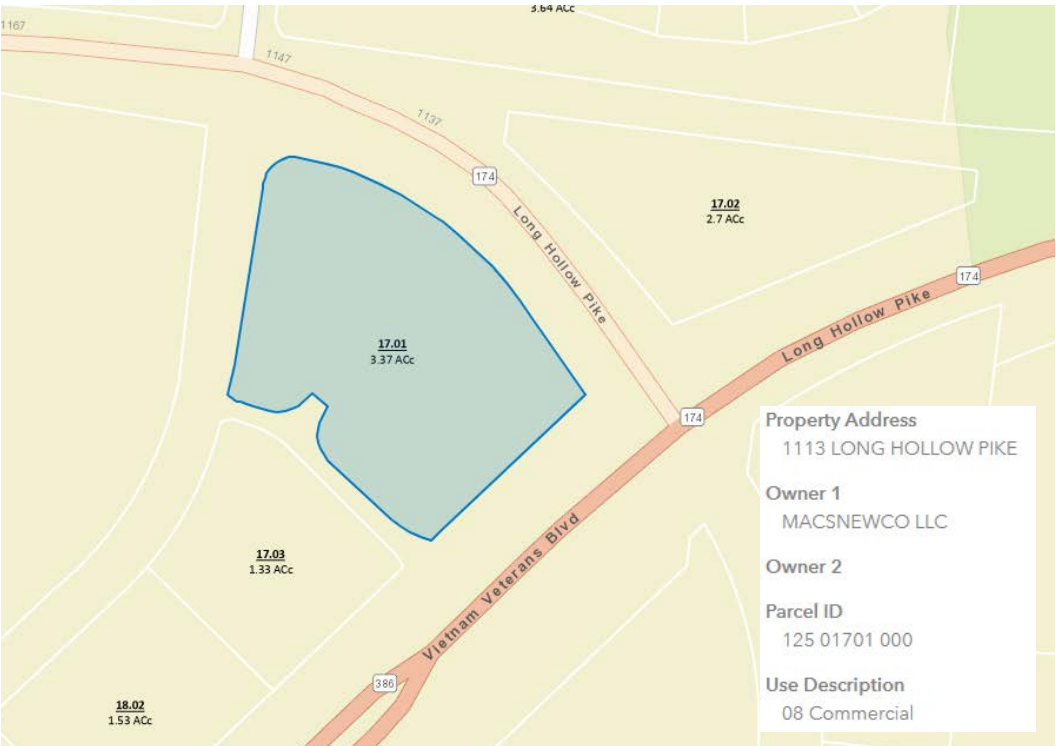 3.64 ACc
1167
1147
1137
174
Long Hollow Pike
17.02
2.7 ACc
174
Long Hollow Pike
17.01
3.37 ACc
174
Property Address
1113 LONG HOLLOW PIKE
Owner 1
MACSNEWCO LLC
Owner 2
Parcel ID
125 01701 000
Use Description
08 Commercial
Vietnam Veterans Blvd
17.03
1.33 ACc
386
18.02
1.53 ACc